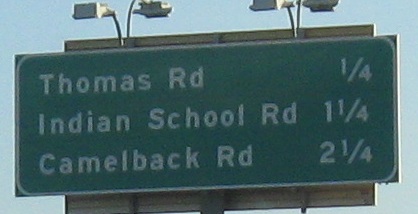 Thomas Rd 1/4
Indian School Rd 1 1/4
Camelback Rd 2 1/4